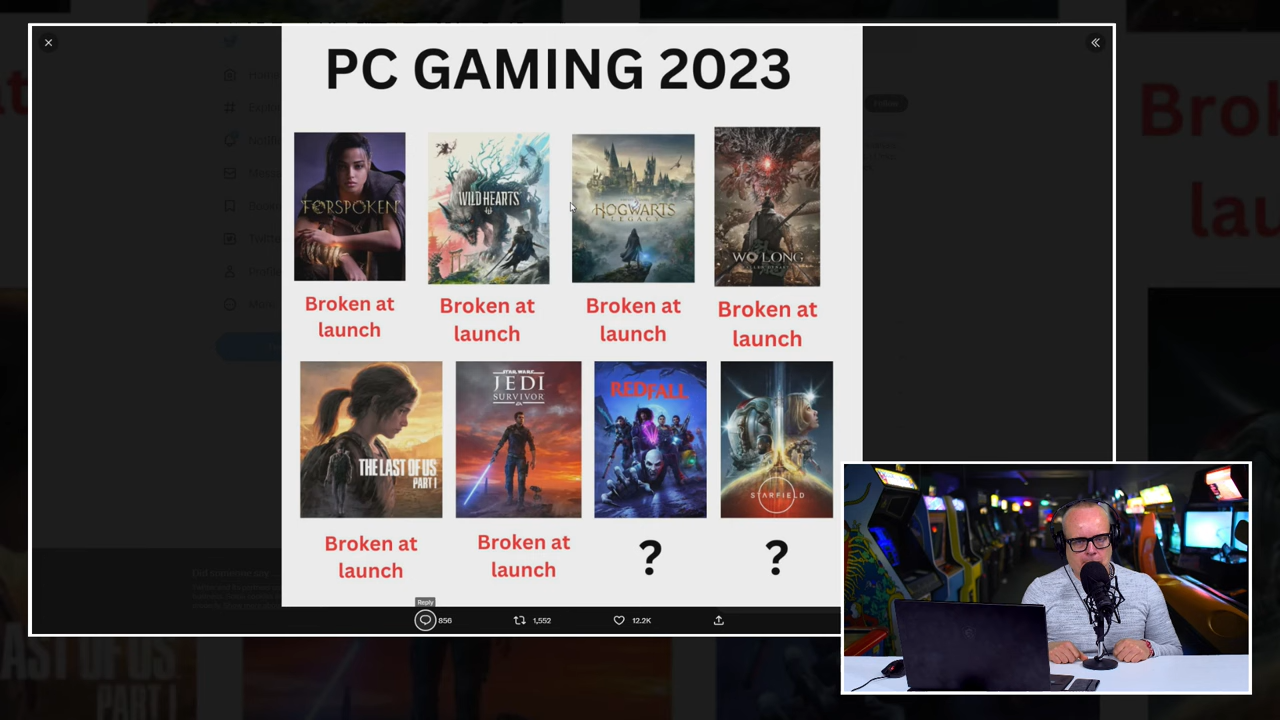 PC GAMING 2023
FORSPOKEN
WILD HEARTS
HOGWARTS
LEGACY
WO LONG
Broken at
launch
Broken at
launch
Broken at
launch
Broken at
launch
THE LAST OF US
PART I
STAR WARS
JEDI
SURVIVOR
REDFALL
STARFIELD
Broken at
launch
Broken at
launch
?
?
Reply
856
1,552
12.2K